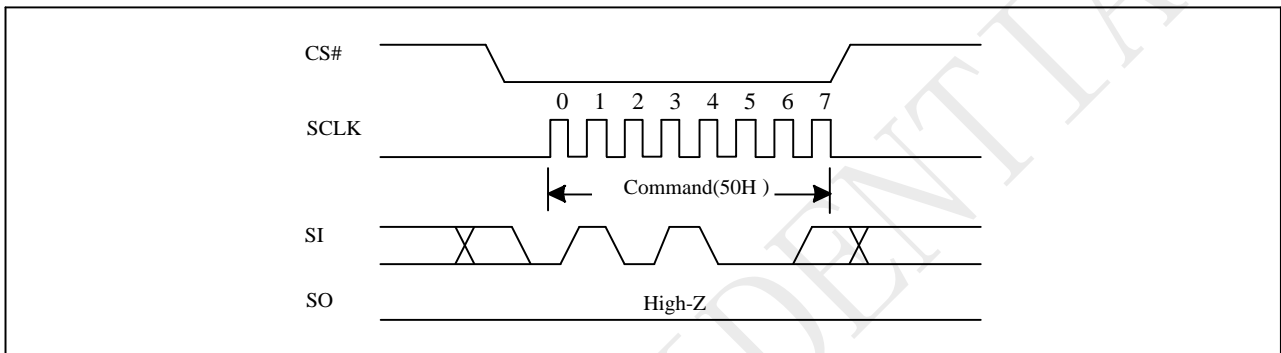 CS#
0 1 2 3 4 5 6 7
SCLK
Command(50H )
SI
SO
High-Z